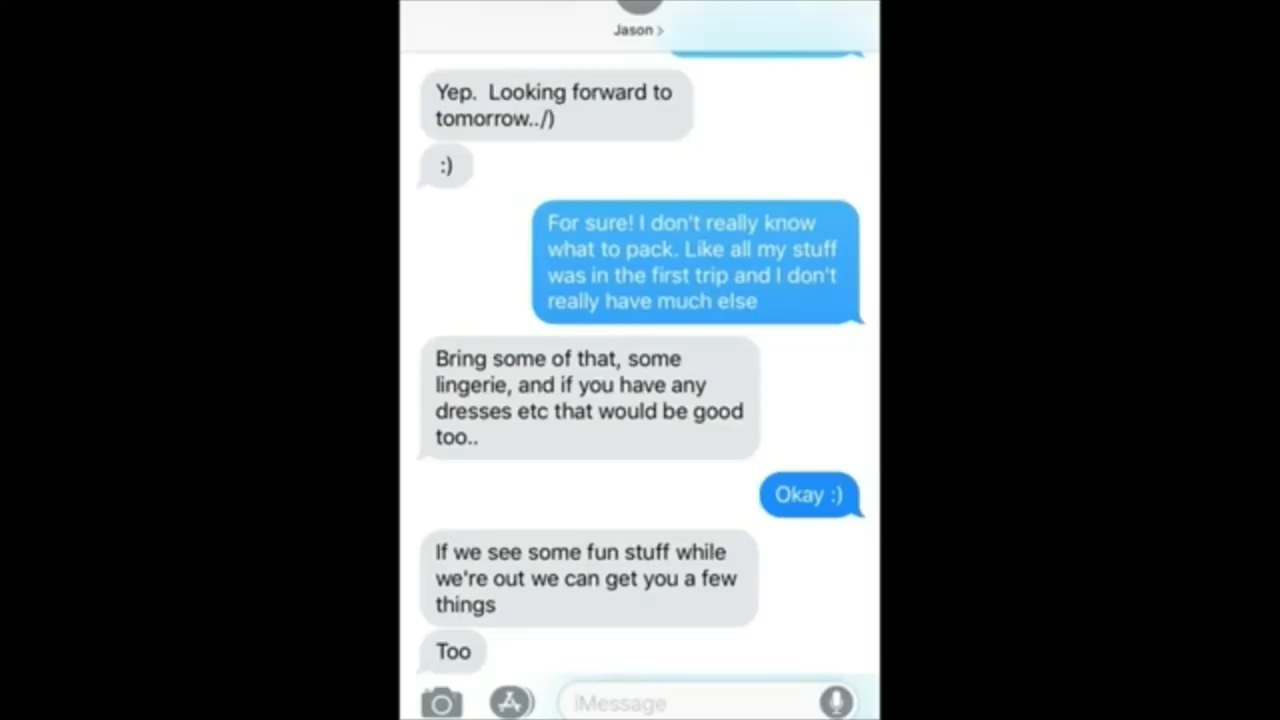 Jason >
Yep.  Looking forward to
tomorrow../)
:)
For sure! I don't really know
what to pack. Like all my stuff
was in the first trip and I don't
really have much else
Bring some of that, some
lingerie, and if you have any
dresses etc that would be good
too..
Okay :)
If we see some fun stuff while
we're out we can get you a few
things
Too
iMessage